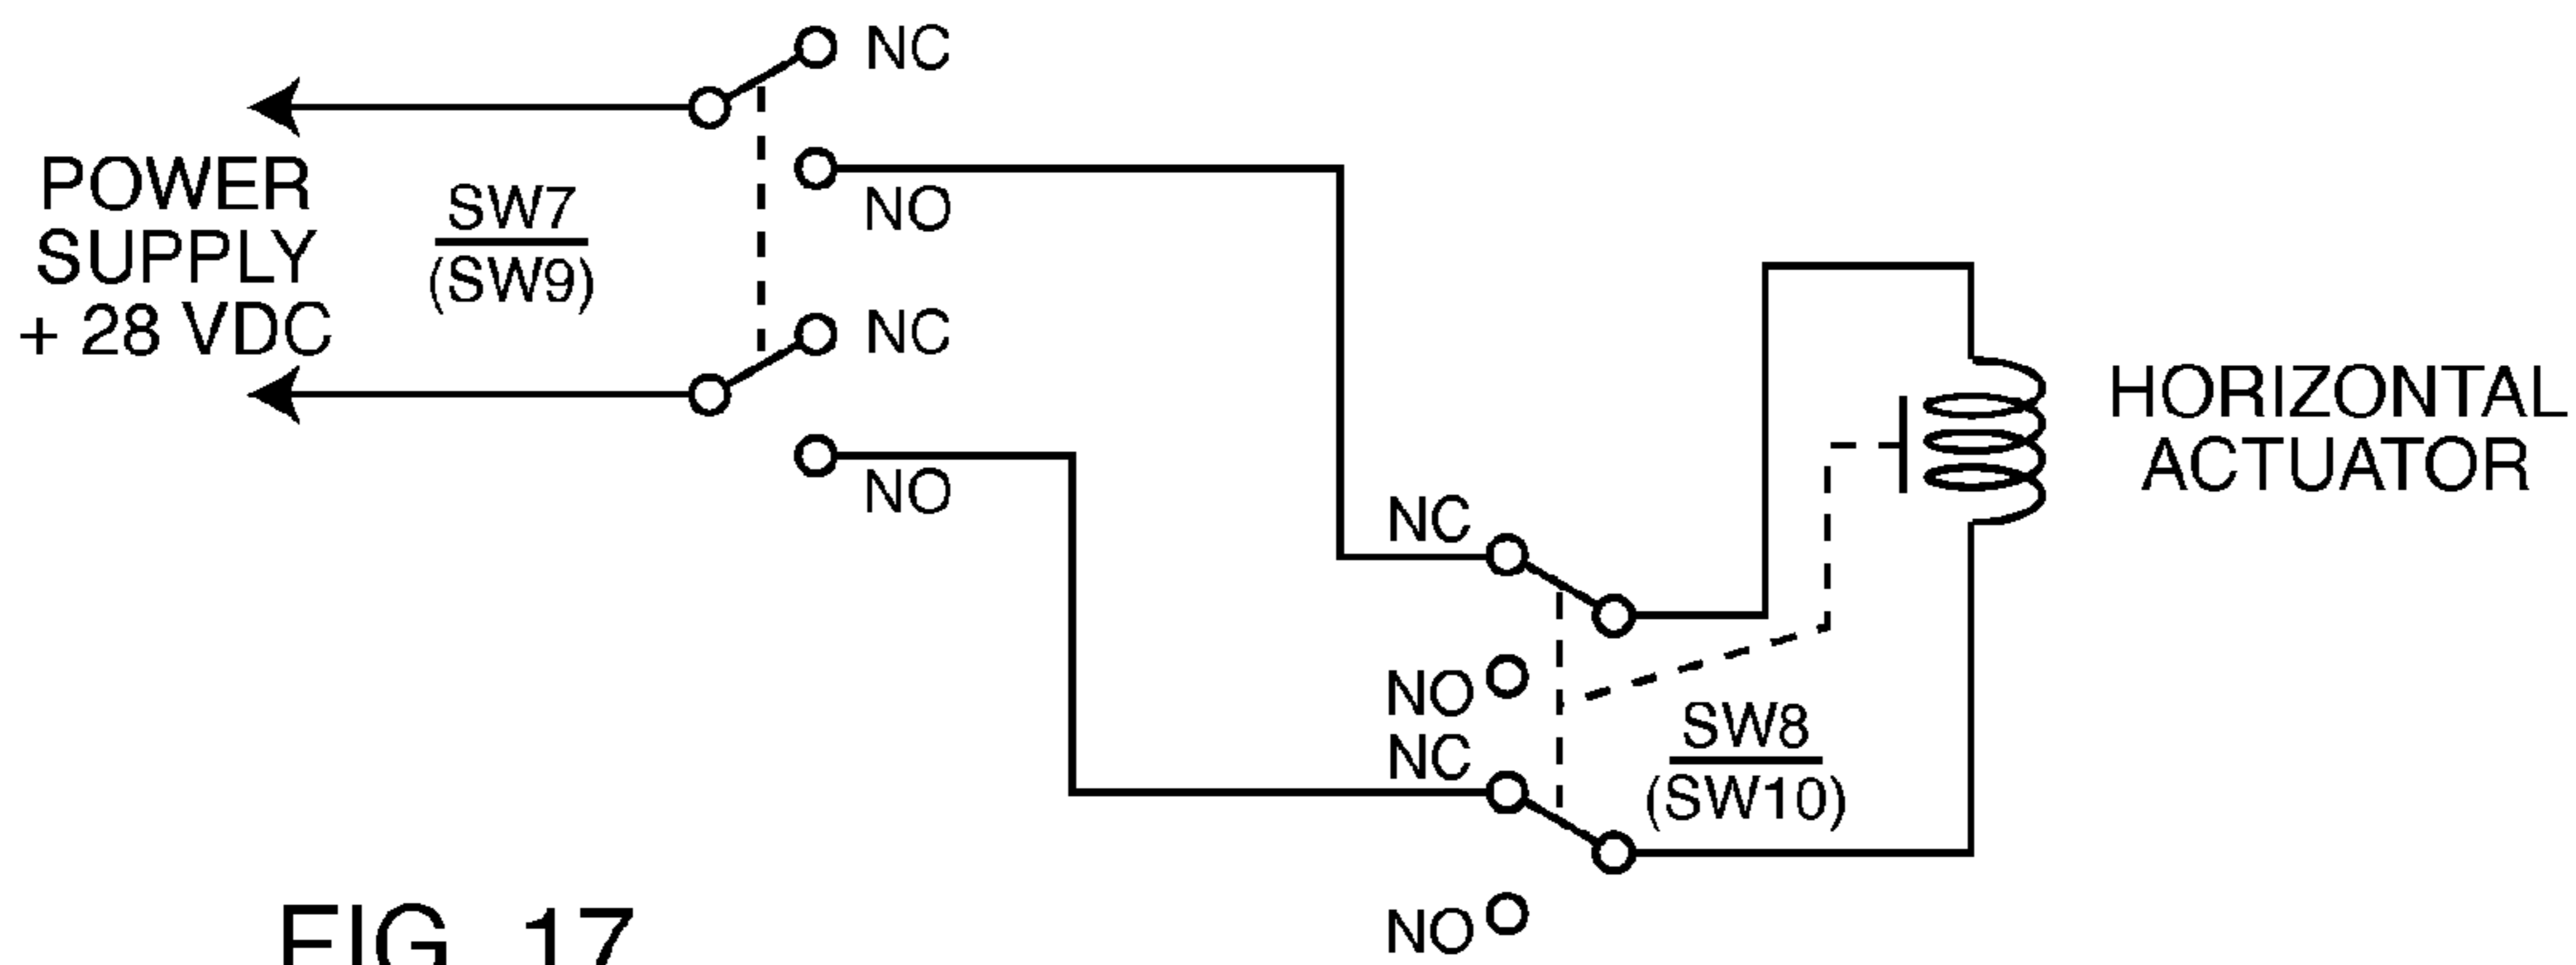 NC
POWER
SUPPLY
+ 28 VDC
SW7
(SW9)
NO
NC
NO
HORIZONTAL
ACTUATOR
NC
NO
NC
SW8
(SW10)
NO
FIG. 17